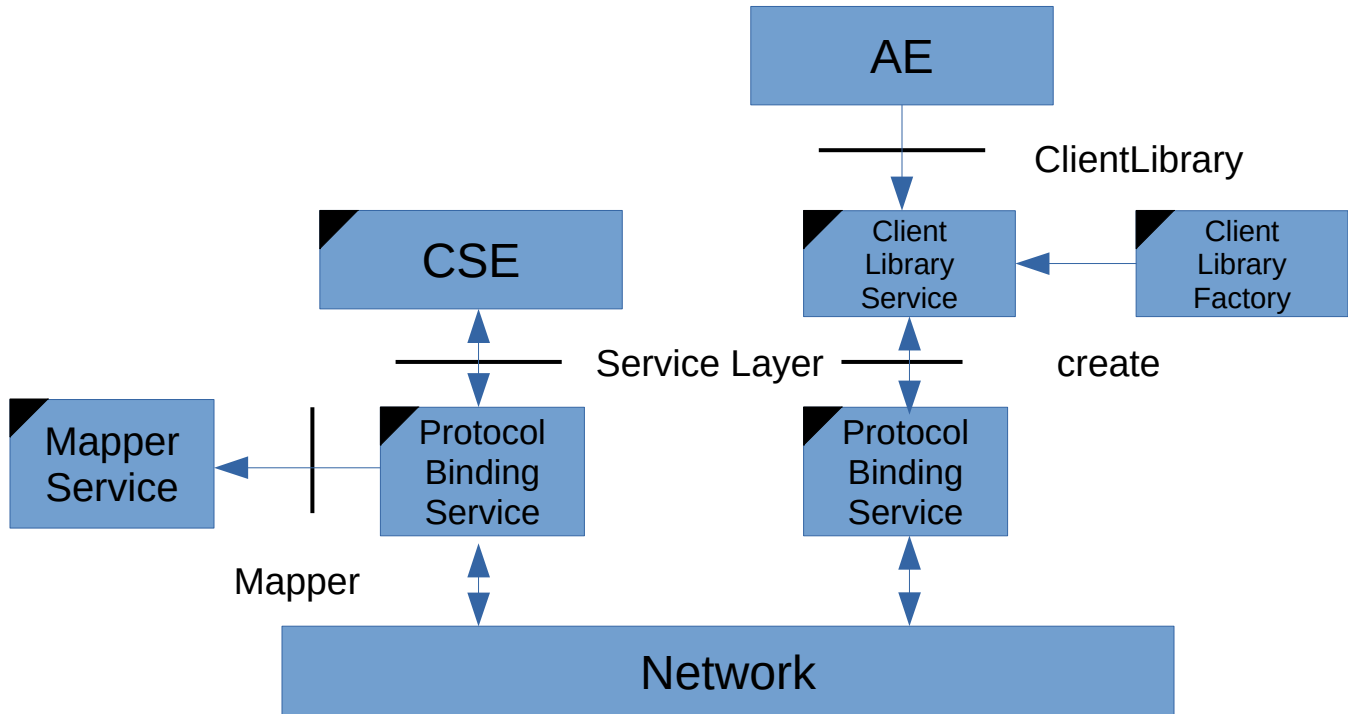 AE
ClientLibrary
CSE
Client
Library
Service
Client
Library
Factory
Service Layer
create
Mapper
Service
Protocol
Binding
Service
Protocol
Binding
Service
Mapper
Network